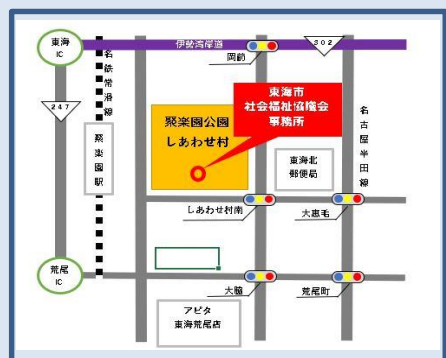 東海
IC
伊勢湾岸道
302
岡前
名鉄常滑線
247
東海市
社会福祉協議会
事務所
聚楽園公園
しあわせ村
名古屋半田線
聚楽園駅
東海北
郵便局
しあわせ村南
大恵毛
荒尾
IC
大脇
荒尾町
アピタ
東海荒尾店